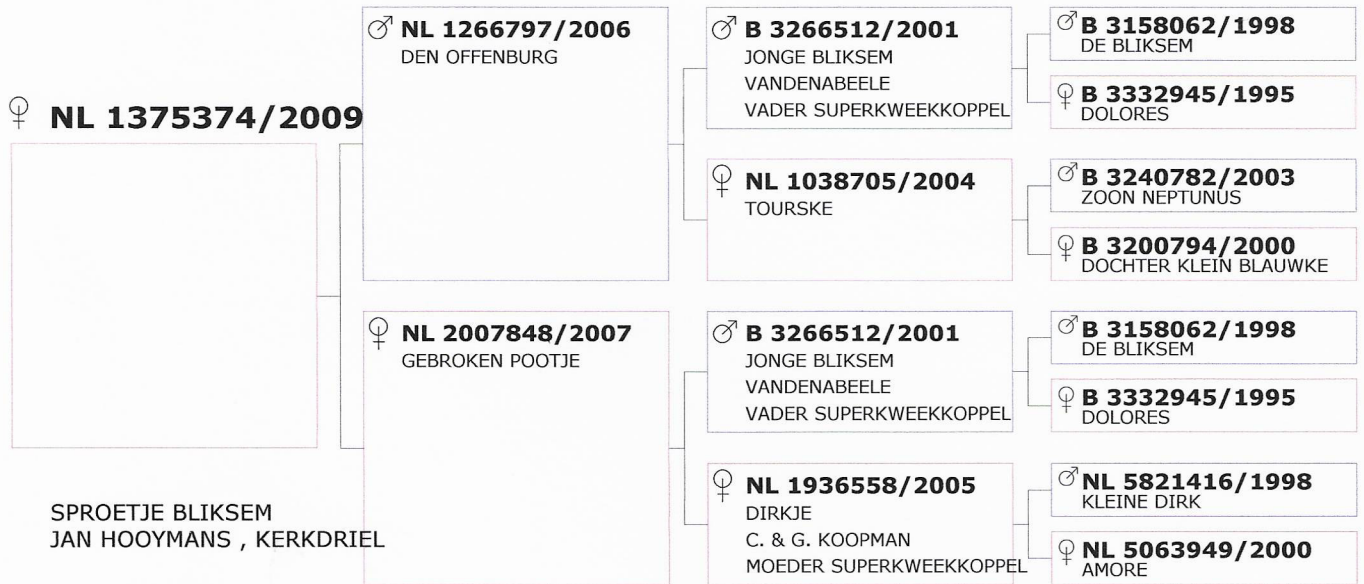 ♀ NL 1375374/2009
SPROETJE BLIKSEM
JAN HOOYMANS , KERKDRIEL
♂ NL 1266797/2006
DEN OFFENBURG
♀ NL 2007848/2007
GEBROKEN POOTJE
♂ B 3266512/2001
JONGE BLIKSEM
VANDENABEELE
VADER SUPERKWEEKKOPPEL
♀ NL 1038705/2004
TOURSKE
♂ B 3266512/2001
JONGE BLIKSEM
VANDENABEELE
VADER SUPERKWEEKKOPPEL
♀ NL 1936558/2005
DIRKJE
C. & G. KOOPMAN
MOEDER SUPERKWEEKKOPPEL
♂ B 3158062/1998
DE BLIKSEM
♀ B 3332945/1995
DOLORES
♂ B 3240782/2003
ZOON NEPTUNUS
♀ B 3200794/2000
DOCHTER KLEIN BLAUWKE
♂ B 3158062/1998
DE BLIKSEM
♀ B 3332945/1995
DOLORES
♂ NL 5821416/1998
KLEINE DIRK
♀ NL 5063949/2000
AMORE